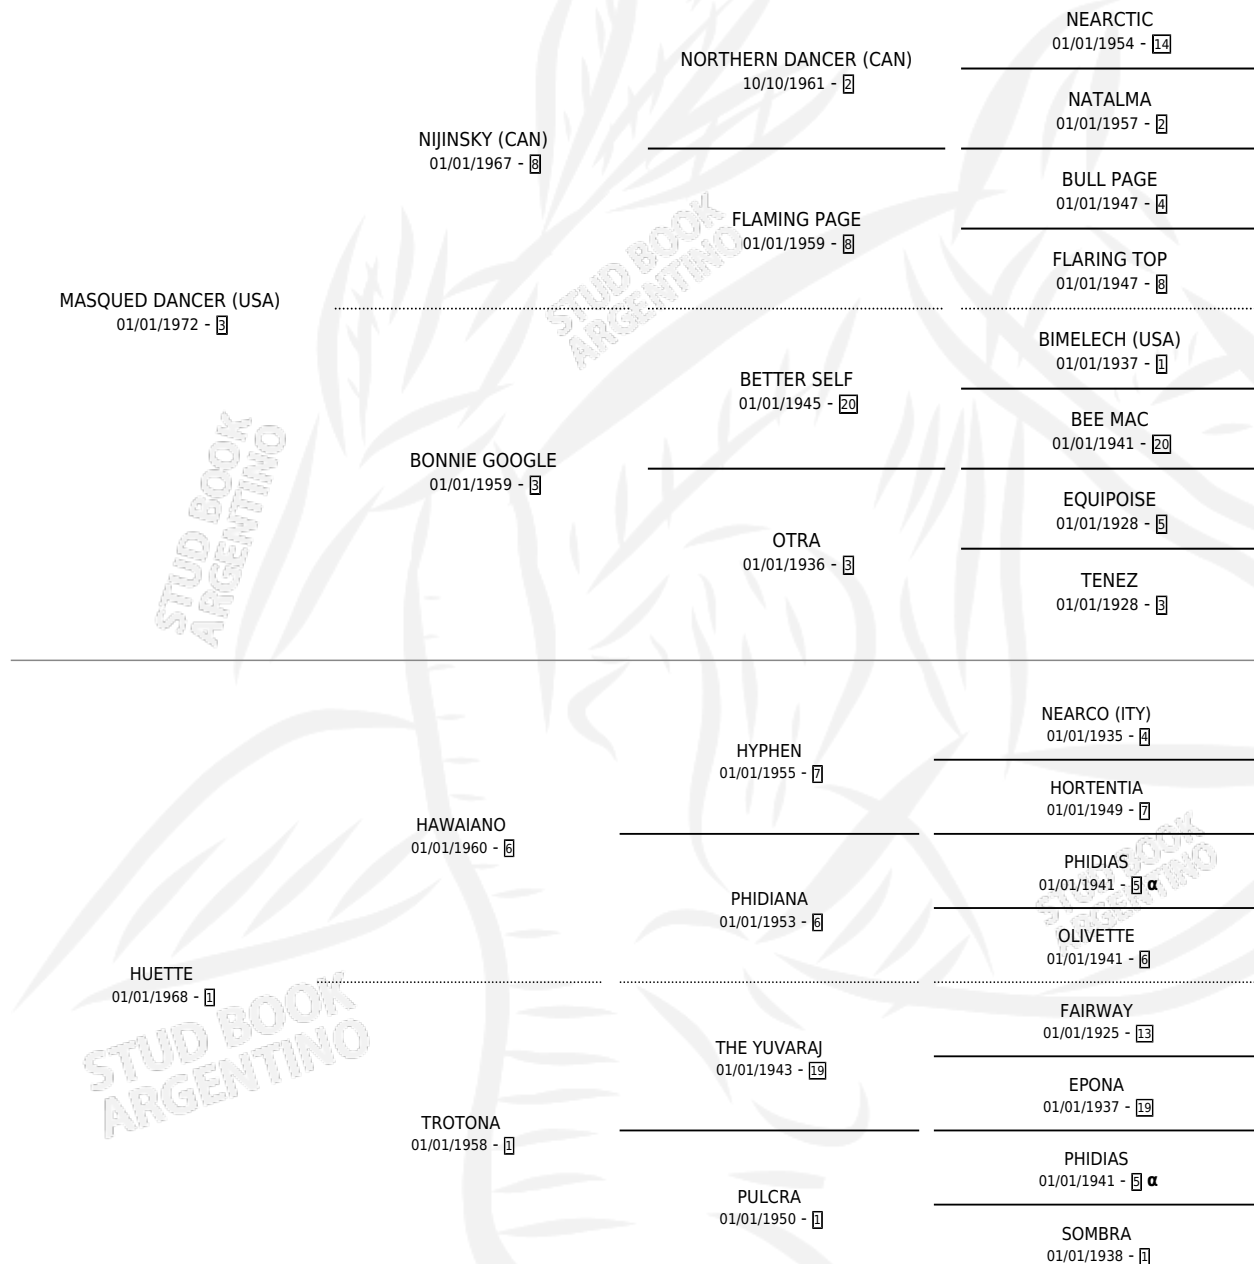 NEARCTIC
01/01/1954 - 14
NORTHERN DANCER (CAN)
10/10/1961 - 2
NATALMA
01/01/1957 - 2
NIJINSKY (CAN)
01/01/1967 - 8
BULL PAGE
01/01/1947 - 4
FLAMING PAGE
01/01/1959 - 8
FLARING TOP
01/01/1947 - 8
MASQUED DANCER (USA)
01/01/1972 - 3
BIMELECH (USA)
01/01/1937 - 1
BETTER SELF
01/01/1945 - 20
BEE MAC
01/01/1941 - 20
BONNIE GOOGLE
01/01/1959 - 3
EQUIPOISE
01/01/1928 - 5
OTRA
01/01/1936 - 3
TENEZ
01/01/1928 - 3
NEARCO (ITY)
01/01/1935 - 4
HYPHEN
01/01/1955 - 7
HORTENTIA
01/01/1949 - 7
HAWAIANO
01/01/1960 - 6
PHIDIAS
01/01/1941 - 5 α
PHIDIANA
01/01/1953 - 6
OLIVETTE
01/01/1941 - 6
HUETTE
01/01/1968 - 1
FAIRWAY
01/01/1925 - 13
THE YUVARAJ
01/01/1943 - 19
EPONA
01/01/1937 - 19
TROTONA
01/01/1958 - 1
PHIDIAS
01/01/1941 - 5 α
PULCRA
01/01/1950 - 1
SOMBRA
01/01/1938 - 1
STUD BOOK
ARGENTINO
STUD BOOK
ARGENTINO
STUD BOOK
ARGENTINO
STUD BOOK
ARGENTINO